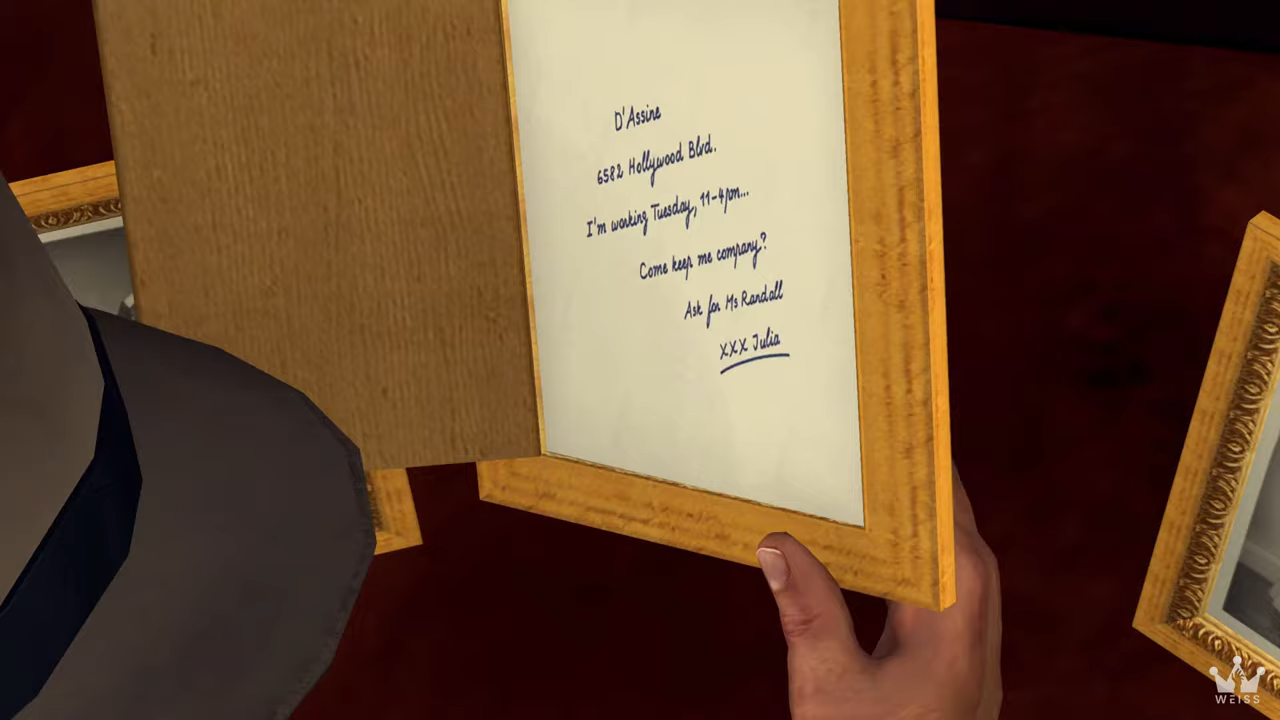 D'Assine
6582 Hollywood Blvd.
I'm working Tuesday, 11-4pm...
Come keep me company?
Ask for Ms Randall
XXX Julia
WEISS